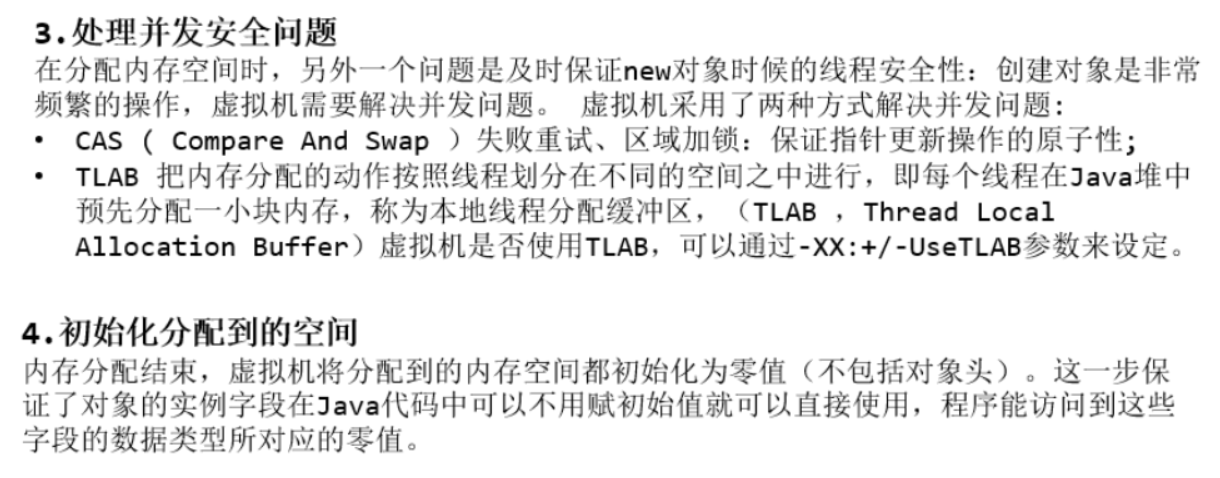 3.处理并发安全问题
在分配内存空间时，另外一个问题是及时保证new对象时候的线程安全性：创建对象是非常
频繁的操作，虚拟机需要解决并发问题。 虚拟机采用了两种方式解决并发问题：
• CAS （ Compare And Swap ）失败重试、区域加锁：保证指针更新操作的原子性；
• TLAB 把内存分配的动作按照线程划分在不同的空间之中进行，即每个线程在Java堆中
预先分配一小块内存，称为本地线程分配缓冲区，（TLAB ，Thread Local
Allocation Buffer）虚拟机是否使用TLAB，可以通过-XX:+/-UseTLAB参数来设定。
4.初始化分配到的空间
内存分配结束，虚拟机将分配到的内存空间都初始化为零值（不包括对象头）。这一步保
证了对象的实例字段在Java代码中可以不用赋初始值就可以直接使用，程序能访问到这些
字段的数据类型所对应的零值。